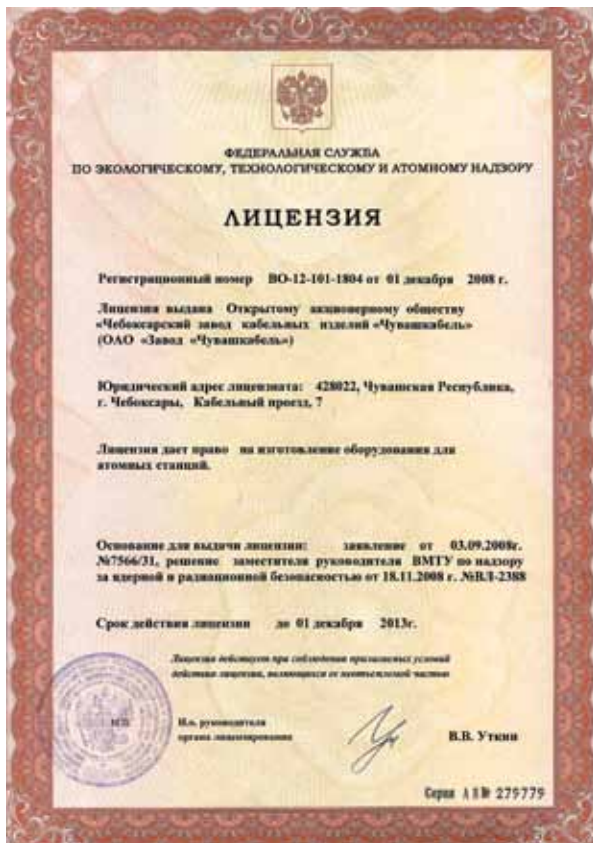 ФЕДЕРАЛЬНАЯ СЛУЖБА
ПО ЭКОЛОГИЧЕСКОМУ, ТЕХНОЛОГИЧЕСКОМУ И АТОМНОМУ НАДЗОРУ
ЛИЦЕНЗИЯ
Регистрационный номер ВО-12-101-1804 от 01 декабря 2008 г.
Лицензия выдана Открытому акционерному обществу
«Чебоксарский завод кабельных изделий «Чувашкабель»
(ОАО «Завод «Чувашкабель»)
Юридический адрес лицензиата: 428022, Чувашская Республика,
г. Чебоксары, Кабельный проезд, 7
Лицензия дает право на изготовление оборудования для
атомных станций.
Основание для выдачи лицензии: заявление от 03.09.2008г.
№7566/31, решение заместителя руководителя ВМТУ по надзору
за ядерной и радиационной безопасностью от 18.11.2008 г. №ВЛ-2388
Срок действия лицензии до 01 декабря 2013г.
Лицензия действует при соблюдении прилагаемых условий
действия лицензии, являющихся ее неотъемлемой частью
М.П.
И.о. руководителя
органа лицензирования
В.В. Уткин
Серия А В № 279779